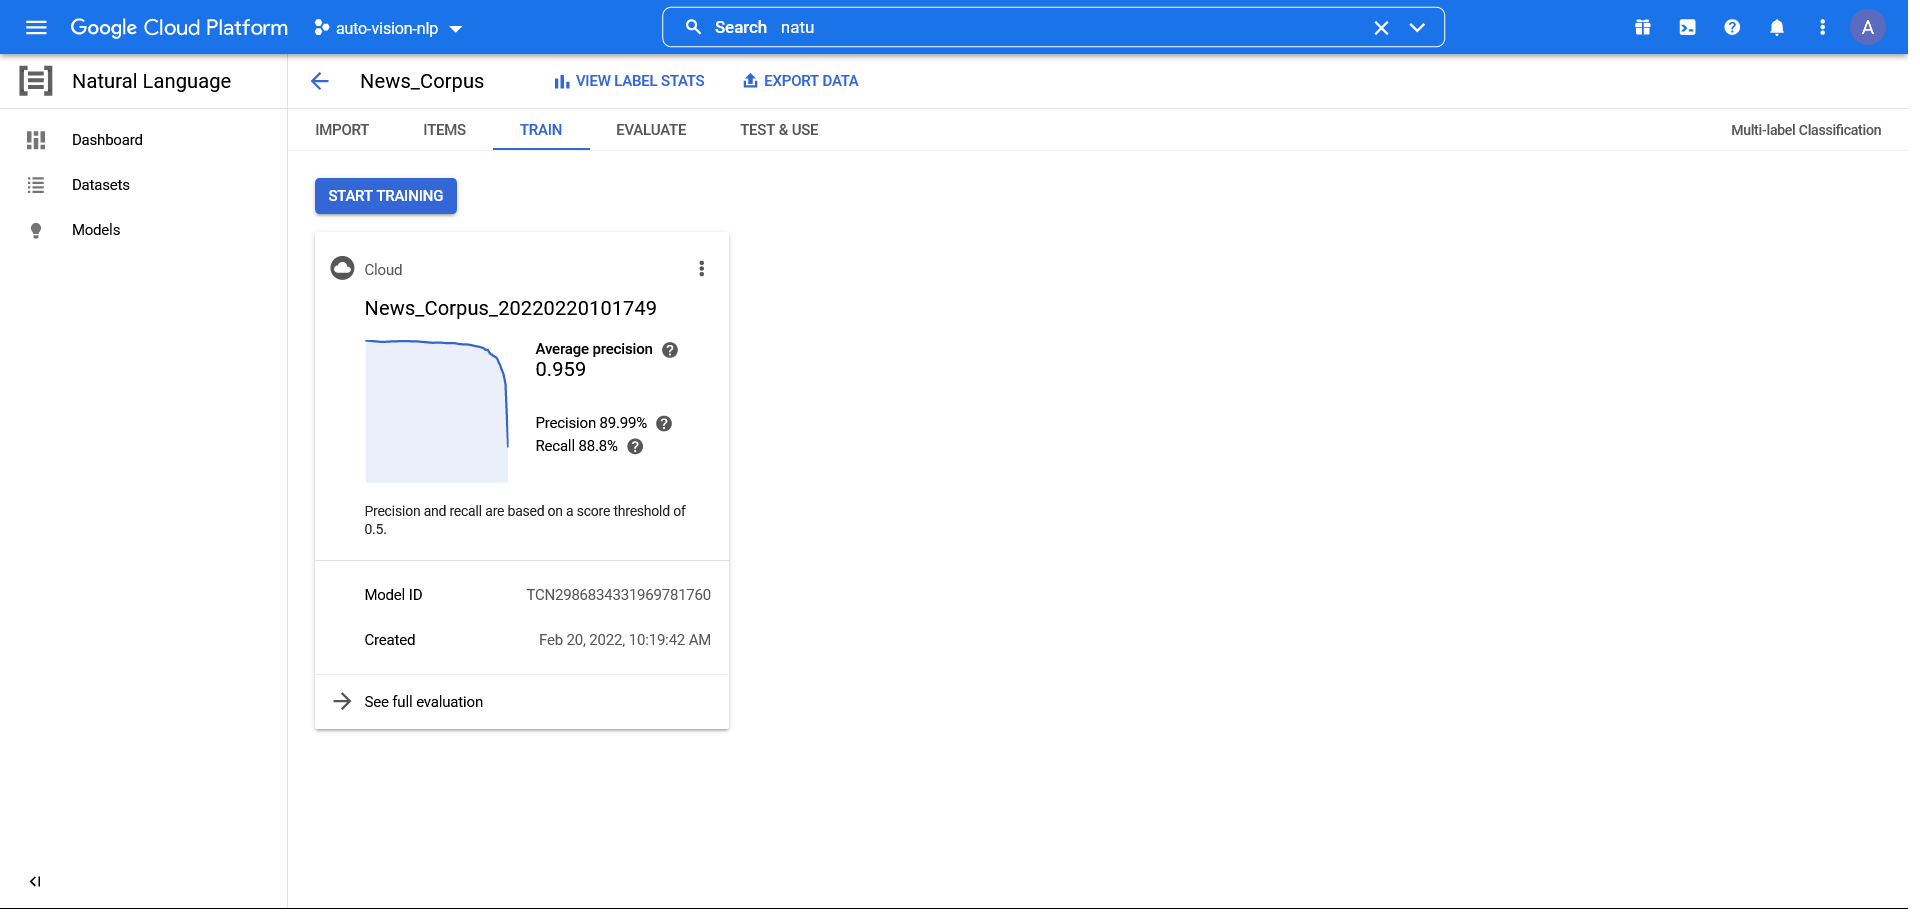 Google Cloud Platform auto-vision-nlp Search natu A
Natural Language News_Corpus VIEW LABEL STATS EXPORT DATA
Dashboard
Datasets
Models
IMPORT ITEMS TRAIN EVALUATE TEST & USE Multi-label Classification
START TRAINING
Cloud
News_Corpus_20220220101749
Average precision
0.959
Precision 89.99%
Recall 88.8%
Precision and recall are based on a score threshold of
0.5.
Model ID TCN2986834331969781760
Created Feb 20, 2022, 10:19:42 AM
See full evaluation